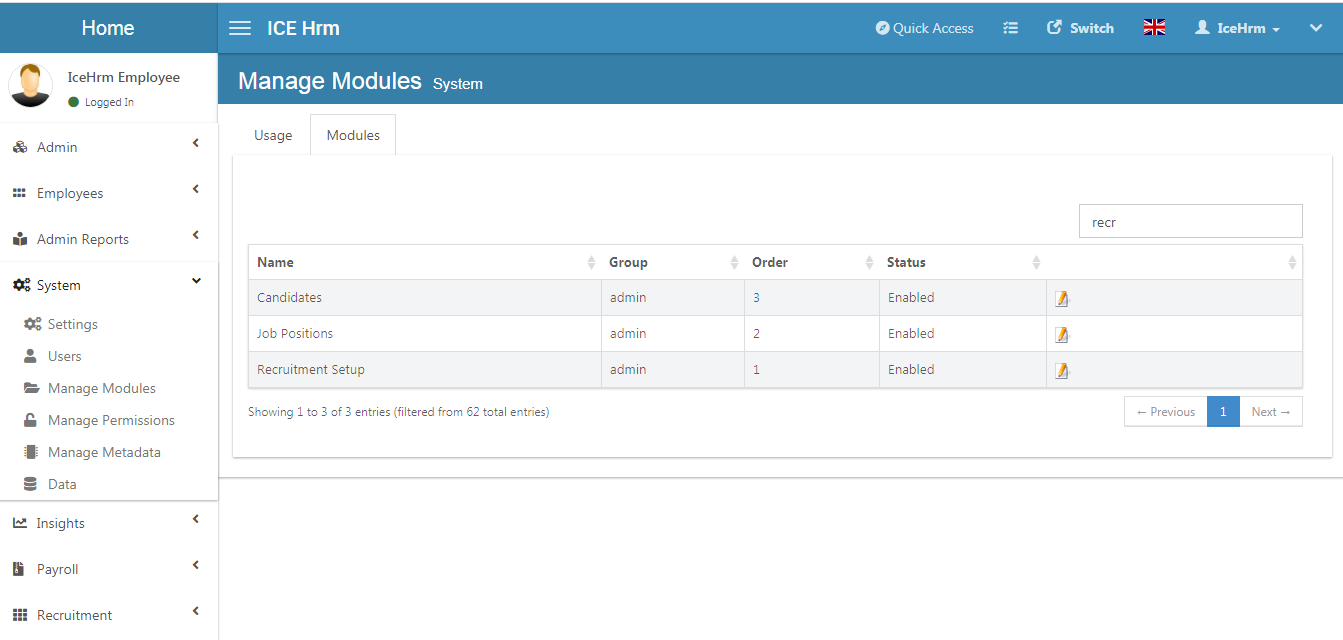 Home
ICE Hrm
Quick Access
Switch
IceHrm
IceHrm Employee
Logged In
Manage Modules System
Admin
Employees
Admin Reports
System
Settings
Users
Manage Modules
Manage Permissions
Manage Metadata
Data
Insights
Payroll
Recruitment
Usage Modules
recr
Name Group Order Status
Candidates admin 3 Enabled
Job Positions admin 2 Enabled
Recruitment Setup admin 1 Enabled
Showing 1 to 3 of 3 entries (filtered from 62 total entries)
← Previous 1 Next →